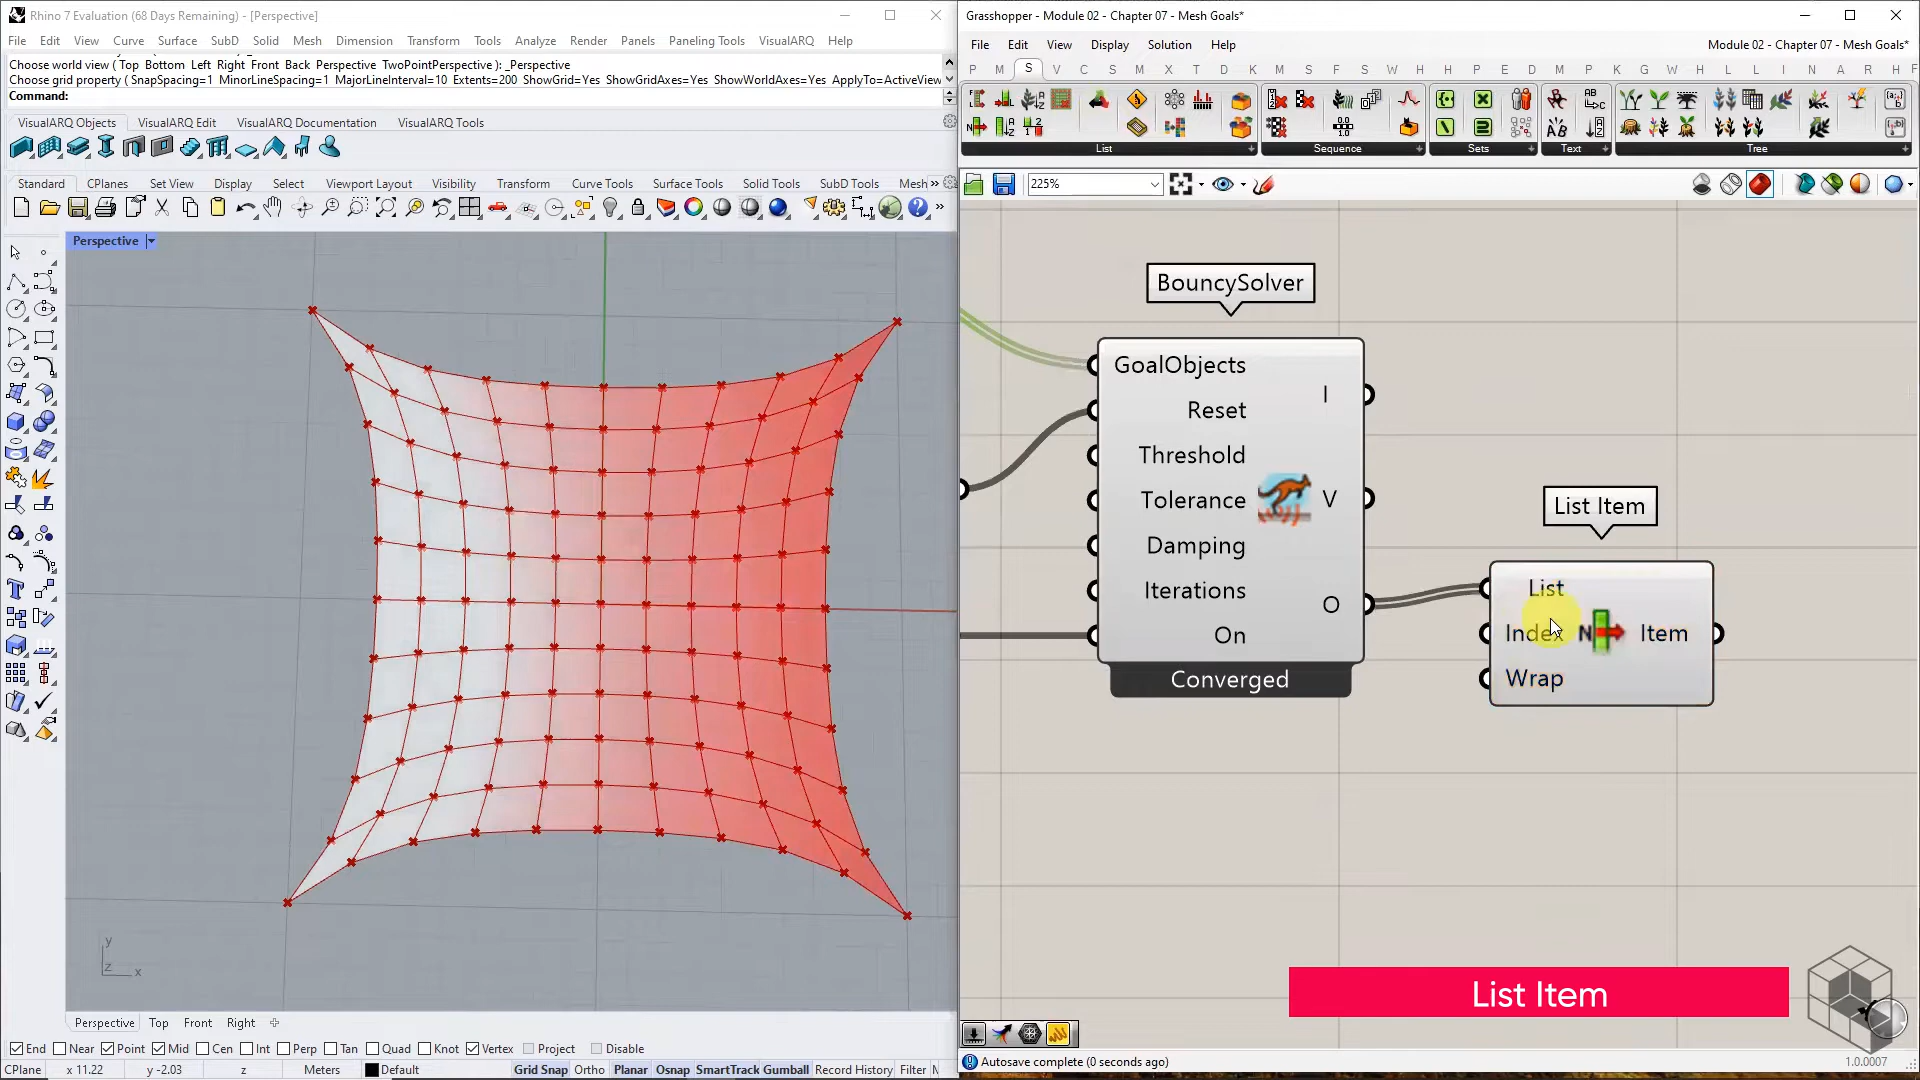 Rhino 7 Evaluation (68 Days Remaining) - [Perspective]
File Edit View Curve Surface SubD Solid Mesh Dimension Transform Tools Analyze Render Panels Paneling Tools VisualARQ Help
Choose world view ( Top Bottom Left Right Front Back Perspective TwoPointPerspective ): _Perspective
Choose grid property ( SnapSpacing=1 MinorLineSpacing=1 MajorLineInterval=10 Extents=200 ShowGrid=Yes ShowGridAxes=Yes ShowWorldAxes=Yes ApplyTo=ActiveView
Command:
VisualARQ Objects VisualARQ Edit VisualARQ Documentation VisualARQ Tools
Standard CPlanes Set View Display Select Viewport Layout Visibility Transform Curve Tools Surface Tools Solid Tools SubD Tools Mesh »
Perspective
y
z x
Perspective Top Front Right
End Near Point Mid Cen Int Perp Tan Quad Knot Vertex Project Disable
CPlane x 11.22 y -2.03 z Meters Default Grid Snap Ortho Planar Osnap SmartTrack Gumball Record History Filter M
Grasshopper - Module 02 - Chapter 07 - Mesh Goals*
File Edit View Display Solution Help Module 02 - Chapter 07 - Mesh Goals*
P M S V C S M X T Z M S F S W H H P S E D M P K W H L L I N A R H F
List Sequence Sets Text Tree
225%
BouncySolver
GoalObjects
Reset
Threshold
Tolerance
Damping
Iterations
On
I
V
O
Converged
List Item
List
Index
Wrap
N
Item
List Item
Autosave complete (0 seconds ago) 1.0.0007